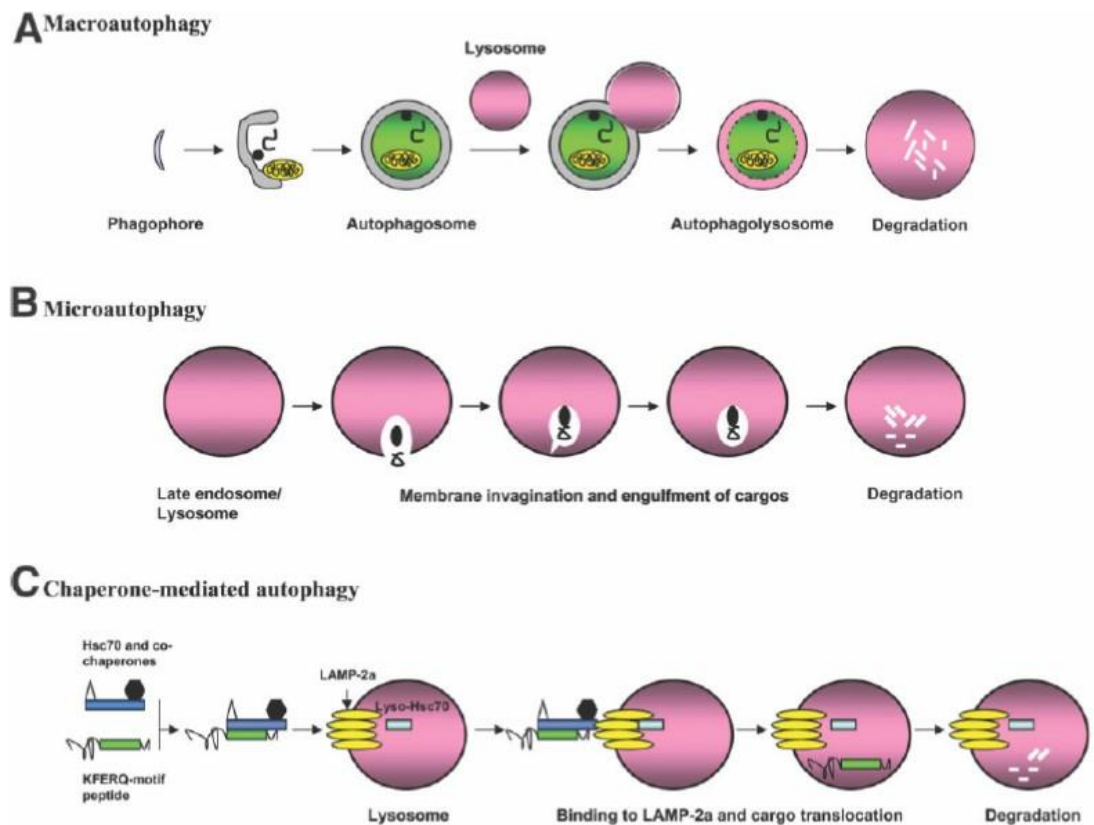 A Macroautophagy
Lysosome
Phagophore
Autophagosome
Autophagolysosome
Degradation
B Microautophagy
Late endosome/
Lysosome
Membrane invagination and engulfment of cargos
Degradation
C Chaperone-mediated autophagy
Hsc70 and co-
chaperones
LAMP-2a
Lyso-Hsc70
KFERQ-motif
peptide
Lysosome
Binding to LAMP-2a and cargo translocation
Degradation